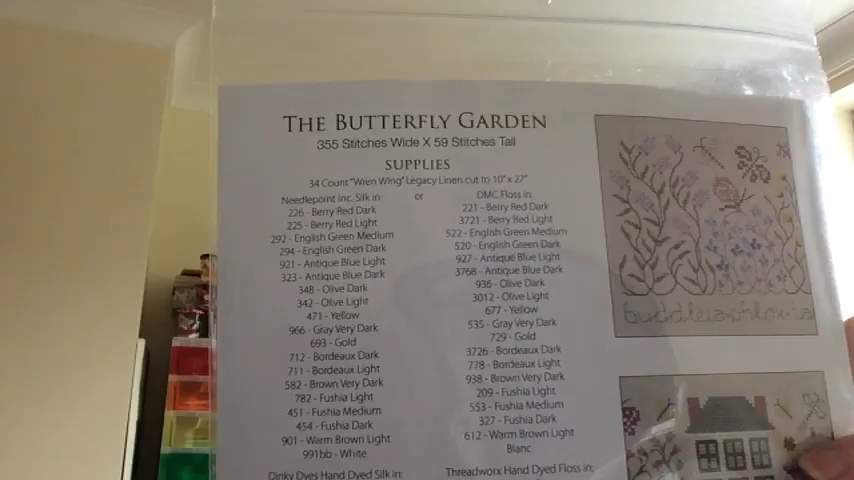 THE BUTTERFLY GARDEN
355 Stitches Wide X 59 Stitches Tall
SUPPLIES
34 Count "Wren Wing" Legacy Linen cut to 10" x 27"
Needlepoint Inc. Silk in:
226 - Berry Red Dark
225 - Berry Red Light
292 - English Green Medium
294 - English Green Dark
921 - Antique Blue Light
323 - Antique Blue Dark
348 - Olive Dark
342 - Olive Light
471 - Yellow
966 - Gray Very Dark
693 - Gold
712 - Bordeaux Dark
711 - Bordeaux Light
582 - Brown Very Dark
782 - Fushia Light
451 - Fushia Medium
454 - Fushia Dark
901 - Warm Brown Light
991bb - White
Dinky Dyes Hand Dyed Silk in:
or
DMC Floss in:
221 - Berry Red Dark
3721 - Berry Red Light
522 - English Green Medium
520 - English Green Dark
927 - Antique Blue Light
3768 - Antique Blue Dark
936 - Olive Dark
3012 - Olive Light
677 - Yellow
535 - Gray Very Dark
729 - Gold
3726 - Bordeaux Dark
778 - Bordeaux Light
938 - Brown Very Dark
209 - Fushia Light
553 - Fushia Medium
327 - Fushia Dark
612 - Warm Brown Light
Blanc
Threadworx Hand Dyed Floss in:
buddleia phlox